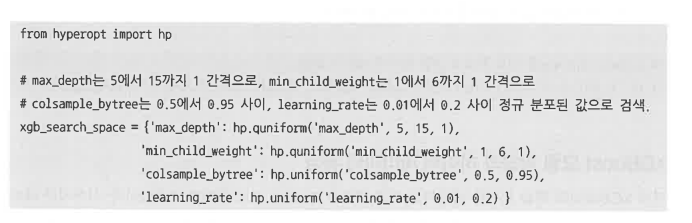 from hyperopt import hp

# max_depth는 5에서 15까지 1 간격으로, min_child_weight는 1에서 6까지 1 간격으로
# colsample_bytree는 0.5에서 0.95 사이, learning_rate는 0.01에서 0.2 사이 정규 분포된 값으로 검색.
xgb_search_space = {'max_depth': hp.quniform('max_depth', 5, 15, 1),
                    'min_child_weight': hp.quniform('min_child_weight', 1, 6, 1),
                    'colsample_bytree': hp.uniform('colsample_bytree', 0.5, 0.95),
                    'learning_rate': hp.uniform('learning_rate', 0.01, 0.2) }